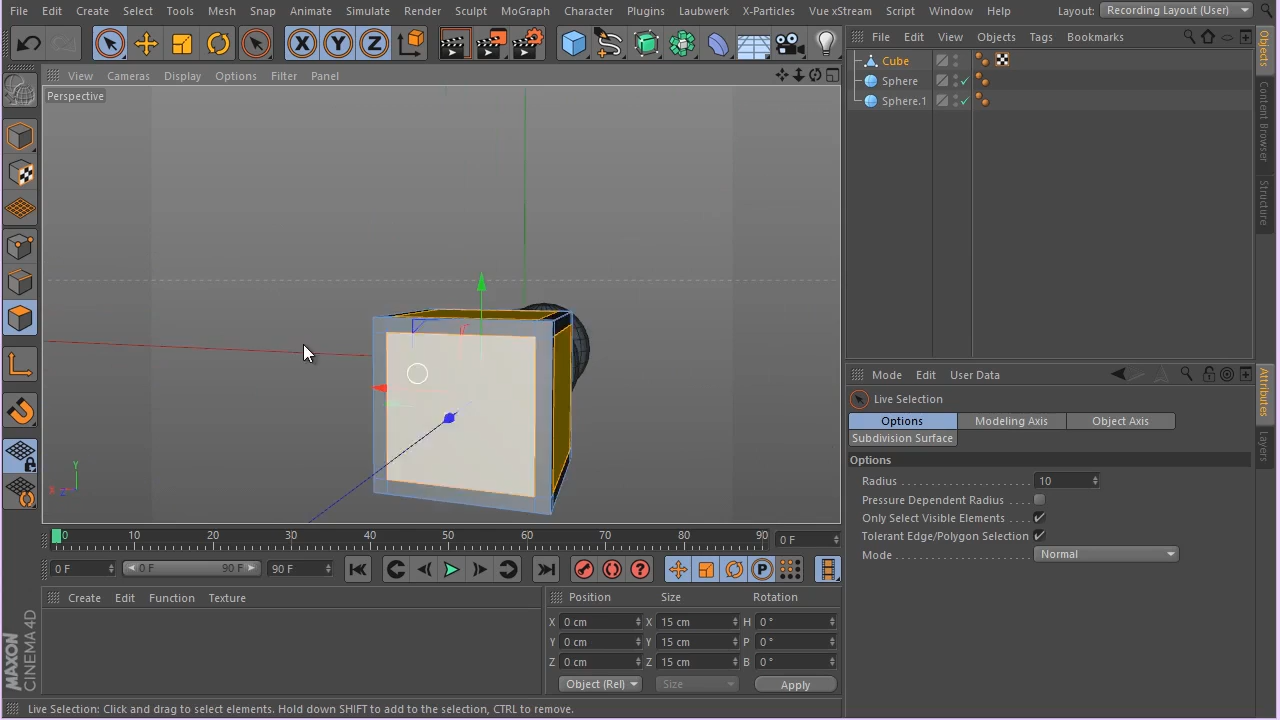 File Edit Create Select Tools Mesh Snap Animate Simulate Render Sculpt MoGraph Character Plugins Laubwerk X-Particles Vue xStream Script Window Help Layout: Recording Layout (User)
File Edit View Objects Tags Bookmarks
Cube
Sphere
Sphere.1
Objects
Content Browser
Structure
View Cameras Display Options Filter Panel
Perspective
Y
X Z
Mode Edit User Data
Live Selection
Options Modeling Axis Object Axis
Subdivision Surface
Options
Radius 10
Pressure Dependent Radius
Only Select Visible Elements
Tolerant Edge/Polygon Selection
Mode Normal
Attributes
Layers
0 10 20 30 40 50 60 70 80 90 0 F
0 F 0 F 90 F 90 F
Create Edit Function Texture
Position Size Rotation
X 0 cm X 15 cm H 0 °
Y 0 cm Y 15 cm P 0 °
Z 0 cm Z 15 cm B 0 °
Object (Rel) Size Apply
MAXON
CINEMA 4D
Live Selection: Click and drag to select elements. Hold down SHIFT to add to the selection, CTRL to remove.